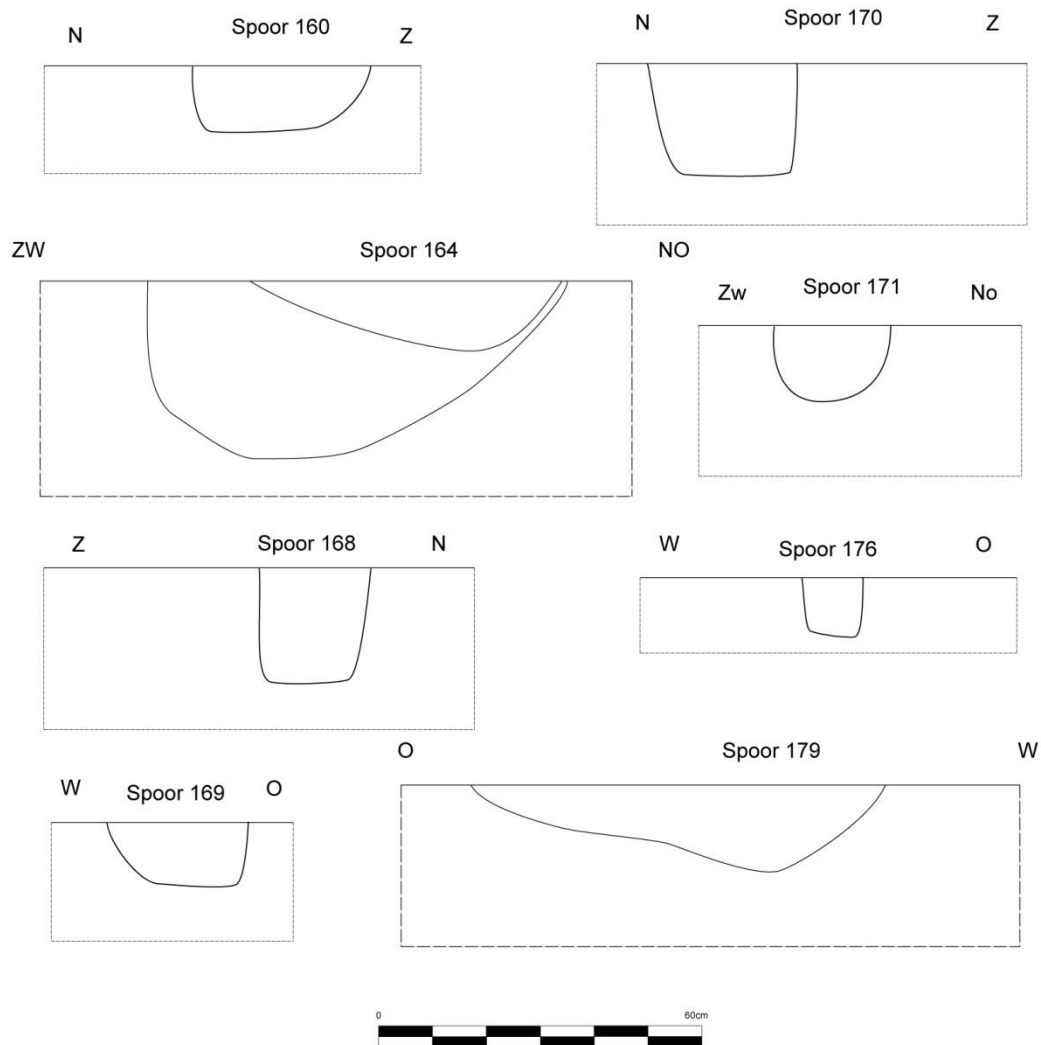 N Spoor 160 Z
N Spoor 170 Z
ZW Spoor 164 NO
Zw Spoor 171 No
Z Spoor 168 N
W Spoor 176 O
W Spoor 169 O
O Spoor 179 W
0 60cm